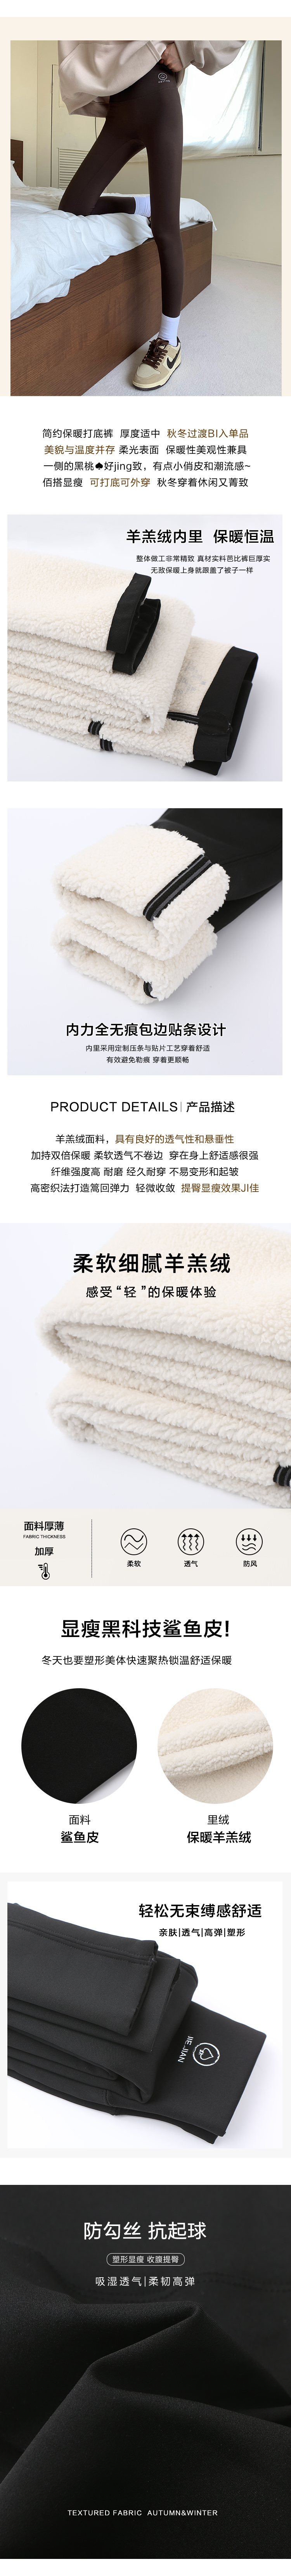 简约保暖打底裤 厚度适中 秋冬过渡BI入单品
美貌与温度并存 柔光表面 保暖性美观性兼具
一侧的黑桃♠好jing致，有点小俏皮和潮流感~
佰搭显瘦 可打底可外穿 秋冬穿着休闲又菁致
羊羔绒内里 保暖恒温
整体做工非常精致 真材实料芭比裤巨厚实
无敌保暖上身就跟盖了被子一样
内力全无痕包边贴条设计
内里采用定制压条与贴片工艺穿着舒适
有效避免勒痕 穿着更顺畅
PRODUCT DETAILS | 产品描述
羊羔绒面料，具有良好的透气性和悬垂性
加持双倍保暖 柔软透气不卷边 穿在身上舒适感很强
纤维强度高 耐磨 经久耐穿 不易变形和起皱
高密织法打造篙回弹力 轻微收敛 提臀显瘦效果JI佳
柔软细腻羊羔绒
感受“轻”的保暖体验
面料厚薄
FABRIC THICKNESS
加厚
柔软
透气
防风
显瘦黑科技鲨鱼皮!
冬天也要塑形美体快速聚热锁温舒适保暖
面料
鲨鱼皮
里绒
保暖羊羔绒
轻松无束缚感舒适
亲肤|透气|高弹|塑形
JIE_JIAN
防勾丝 抗起球
塑形显瘦 收腹提臀
吸湿透气|柔韧高弹
TEXTURED FABRIC AUTUMN&WINTER